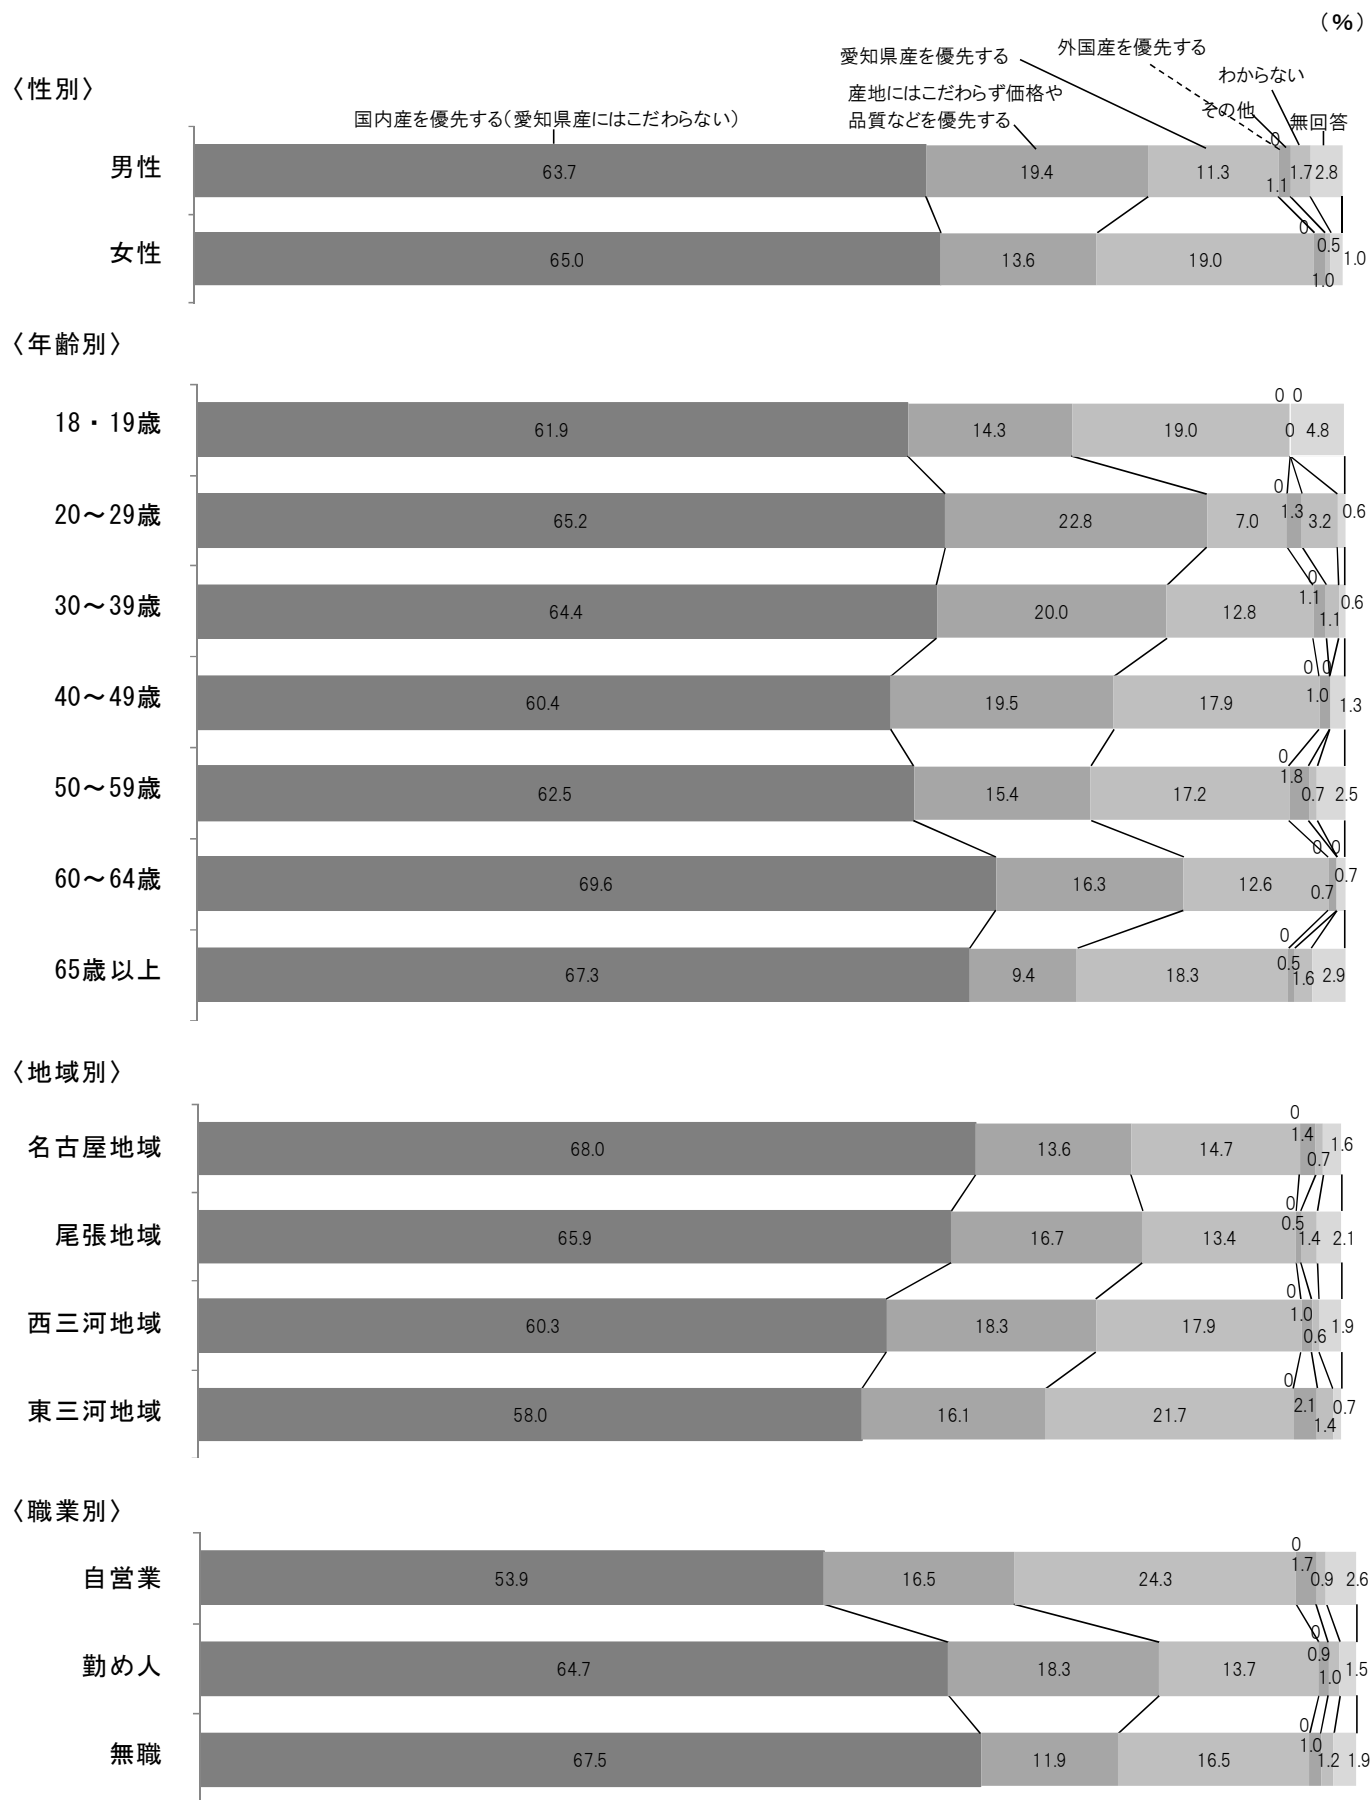 （％）
〈性別〉
国内産を優先する（愛知県産にはこだわらない）
産地にはこだわらず価格や
品質などを優先する
愛知県産を優先する
外国産を優先する
その他
わからない
無回答
男性 63.7 19.4 11.3 0 1.1 1.7 2.8
女性 65.0 13.6 19.0 0 1.0 0.5 1.0
〈年齢別〉
18・19歳 61.9 14.3 19.0 0 0 0 4.8
20～29歳 65.2 22.8 7.0 0 1.3 3.2 0.6
30～39歳 64.4 20.0 12.8 0 1.1 1.1 0.6
40～49歳 60.4 19.5 17.9 0 1.0 0 1.3
50～59歳 62.5 15.4 17.2 0 1.8 0.7 2.5
60～64歳 69.6 16.3 12.6 0 0.7 0 0.7
65歳以上 67.3 9.4 18.3 0 0.5 1.6 2.9
〈地域別〉
名古屋地域 68.0 13.6 14.7 0 1.4 0.7 1.6
尾張地域 65.9 16.7 13.4 0 0.5 1.4 2.1
西三河地域 60.3 18.3 17.9 0 1.0 0.6 1.9
東三河地域 58.0 16.1 21.7 0 2.1 1.4 0.7
〈職業別〉
自営業 53.9 16.5 24.3 0 1.7 0.9 2.6
勤め人 64.7 18.3 13.7 0 0.9 1.0 1.5
無職 67.5 11.9 16.5 0 1.0 1.2 1.9